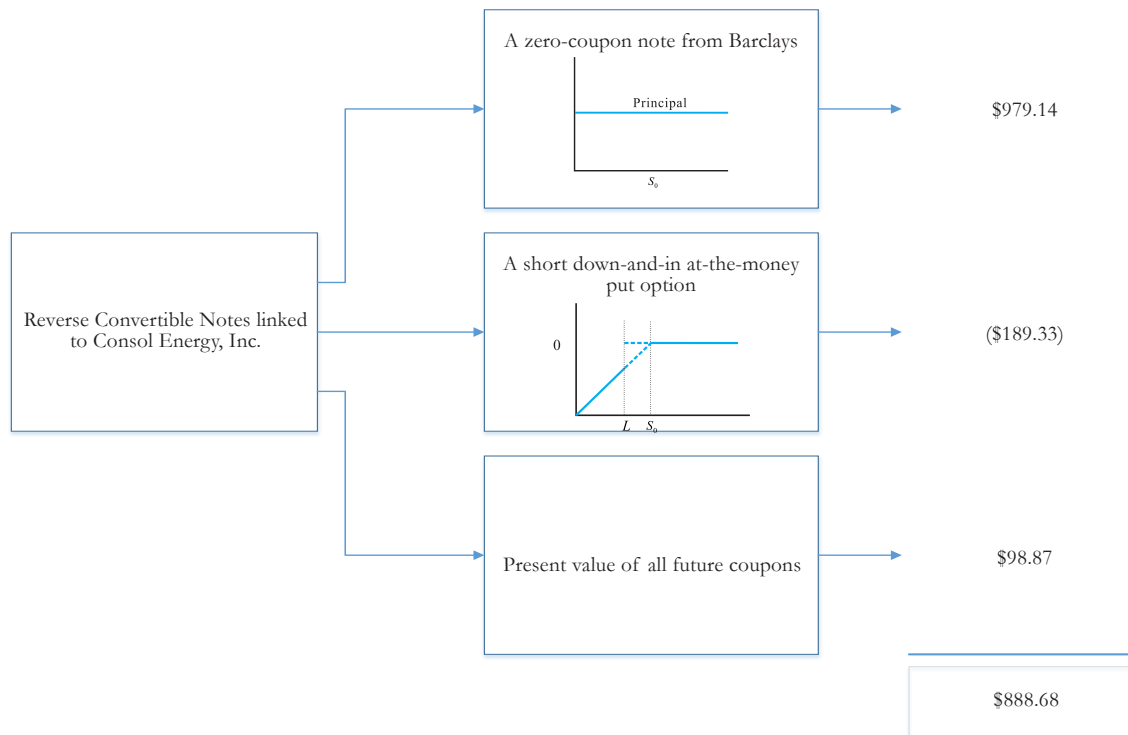 A zero-coupon note from Barclays
Principal
S₀
$979.14
Reverse Convertible Notes linked
to Consol Energy, Inc.
A short down-and-in at-the-money
put option
0
L
S₀
($189.33)
Present value of all future coupons
$98.87
$888.68